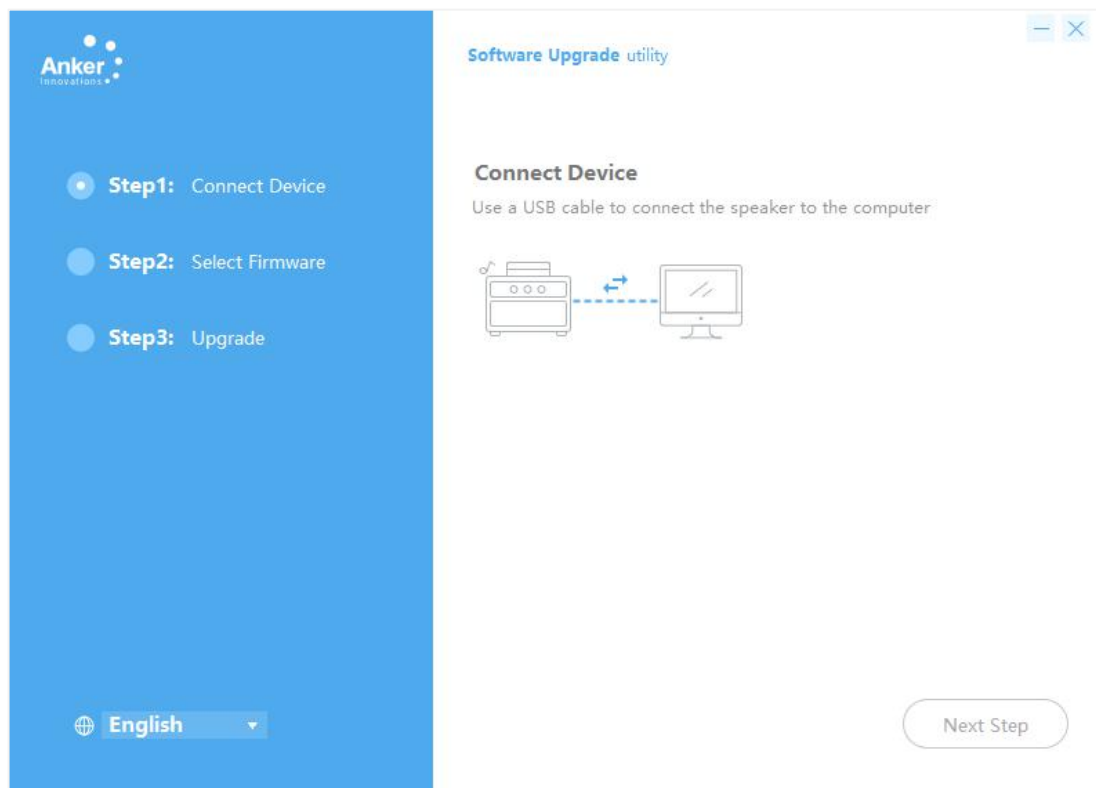 Anker
Innovations
Software Upgrade utility
Step1: Connect Device
Step2: Select Firmware
Step3: Upgrade
Connect Device
Use a USB cable to connect the speaker to the computer
English
Next Step